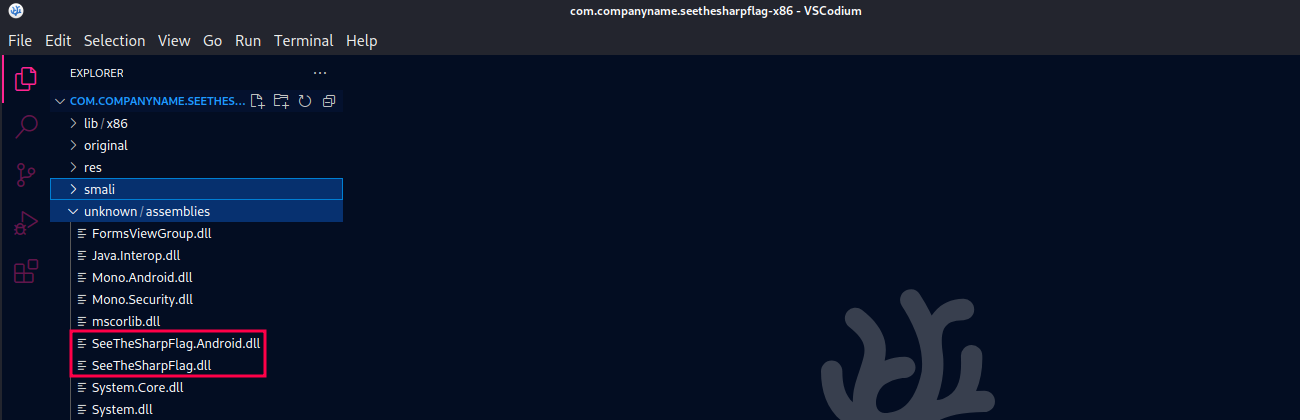 com.companyname.seethesharpflag-x86 - VSCodium
File Edit Selection View Go Run Terminal Help
EXPLORER
COM.COMPANYNAME.SEETHES...
lib / x86
original
res
smali
unknown / assemblies
FormsViewGroup.dll
Java.Interop.dll
Mono.Android.dll
Mono.Security.dll
mscorlib.dll
SeeTheSharpFlag.Android.dll
SeeTheSharpFlag.dll
System.Core.dll
System.dll